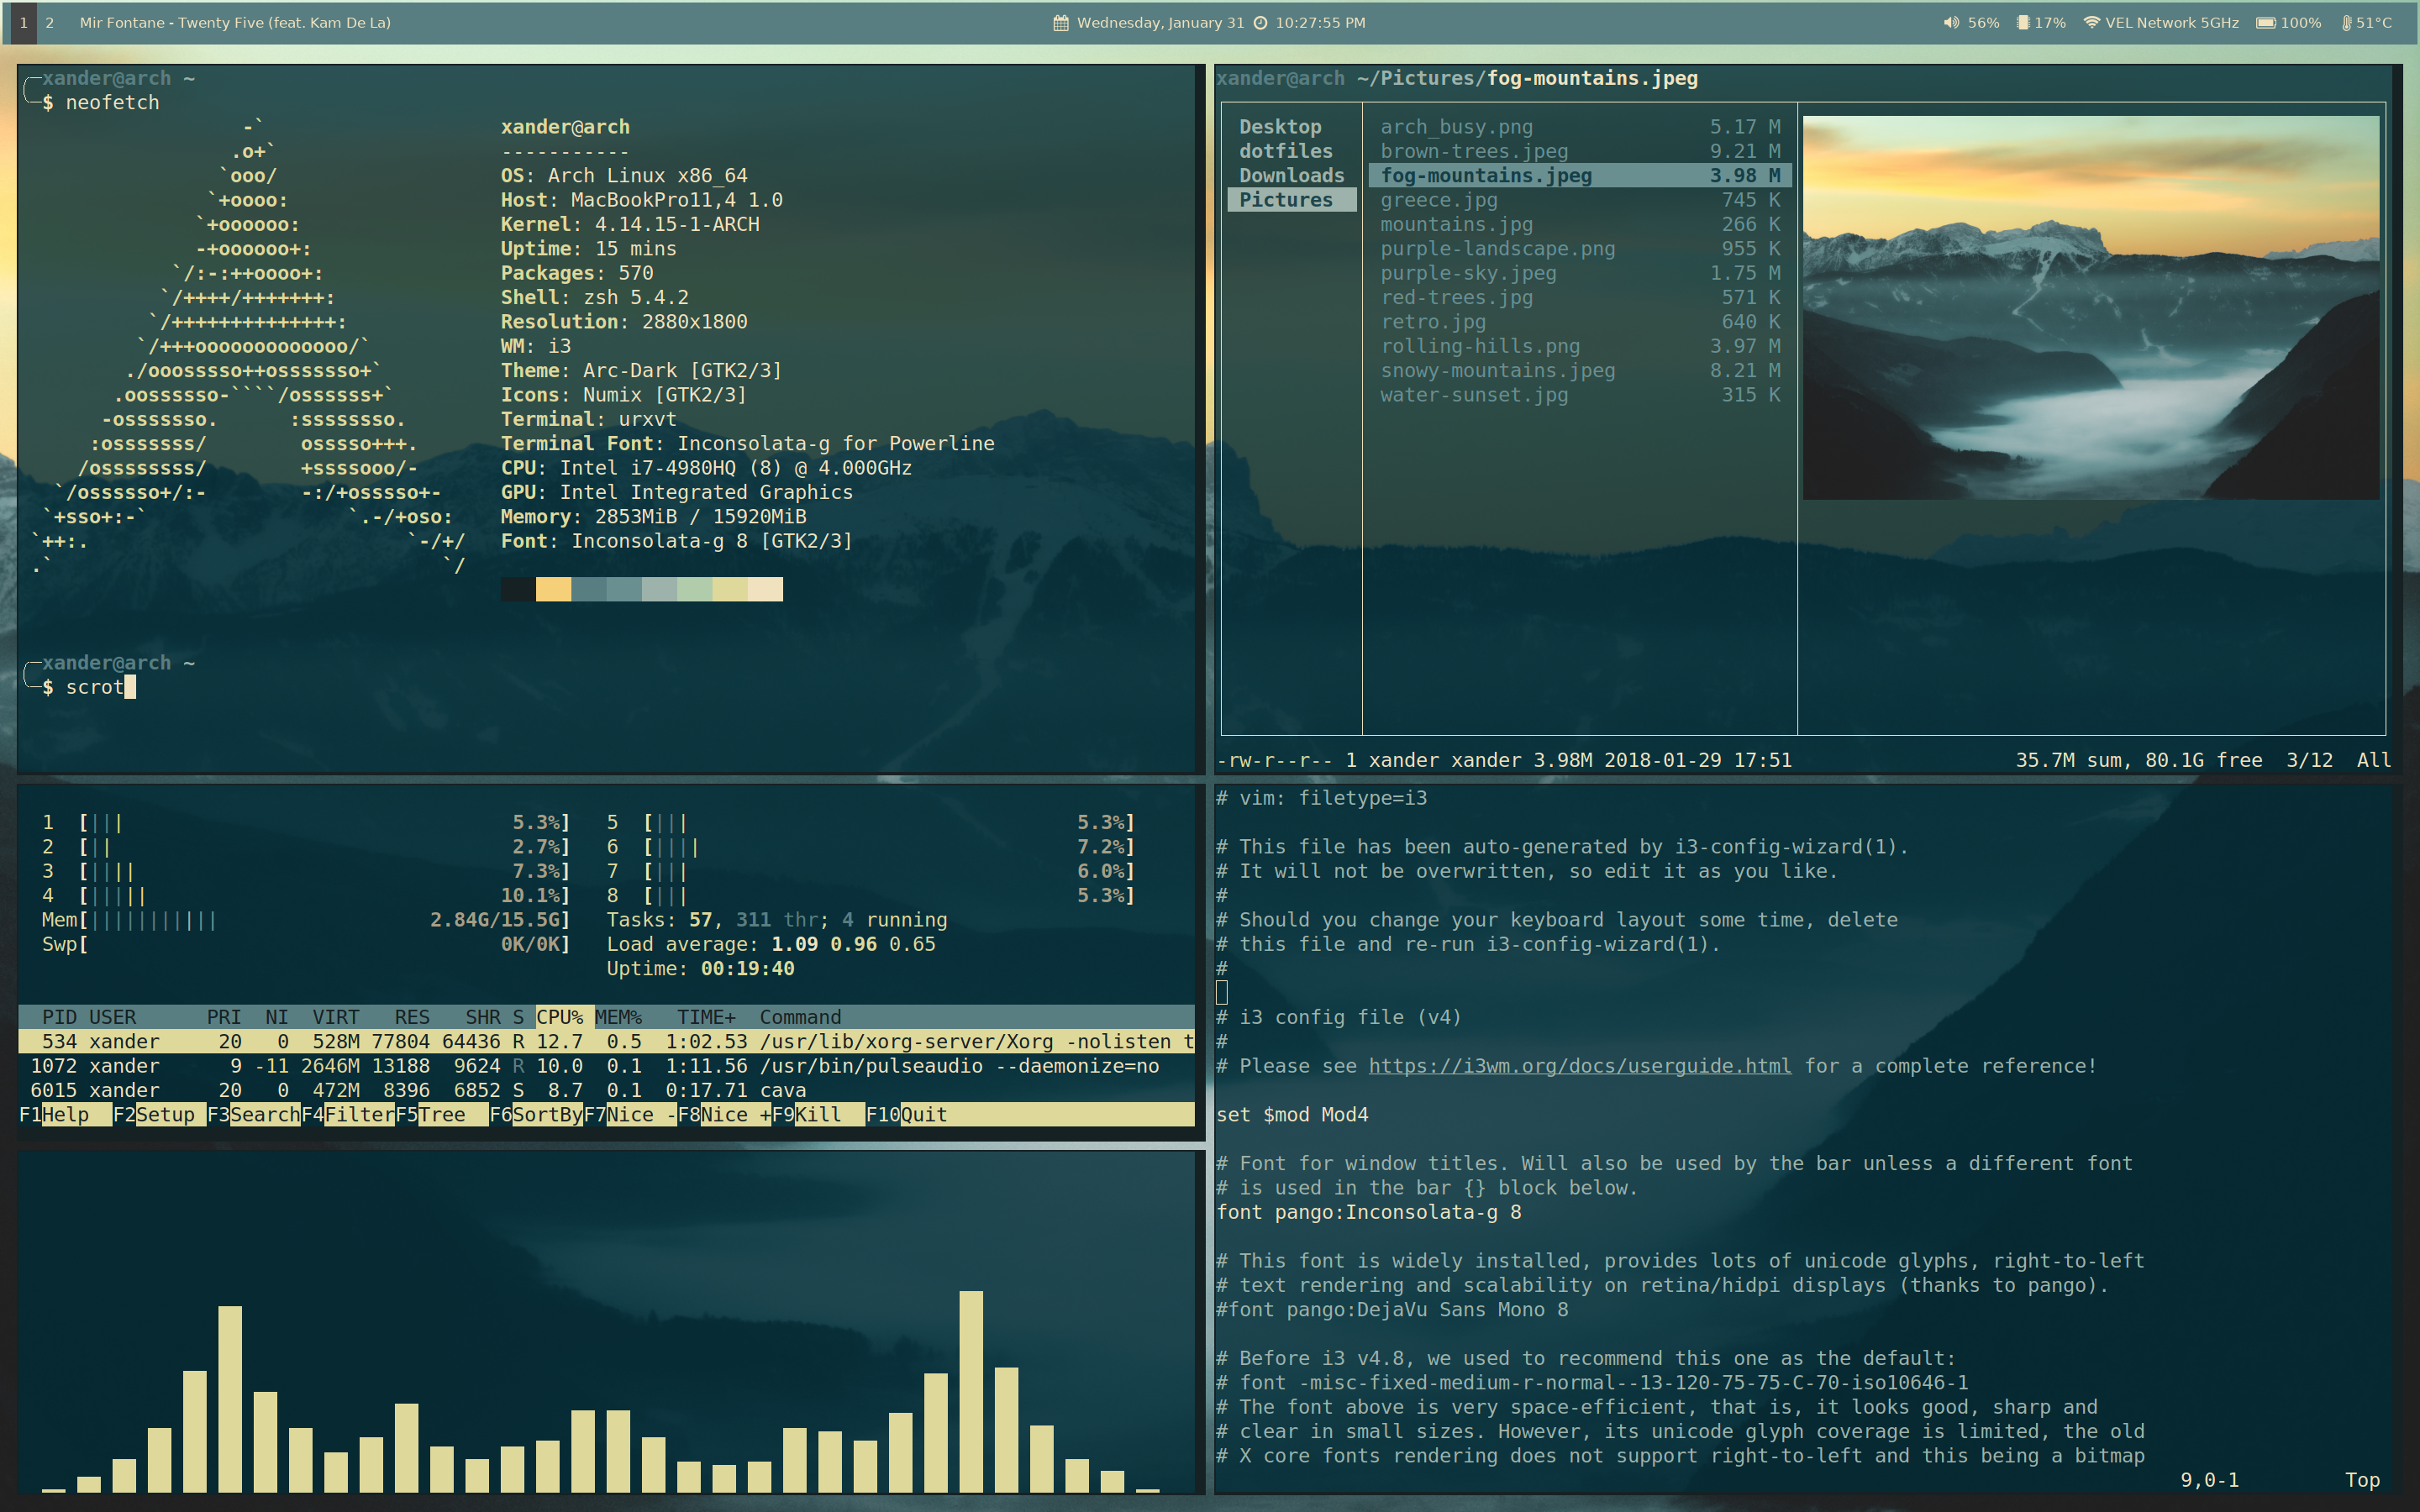 1 2 Mir Fontane - Twenty Five (feat. Kam De La) Wednesday, January 31 10:27:55 PM 56% 17% VEL Network 5GHz 100% 51°C
xander@arch ~
$ neofetch
-`
.o+`
`ooo/
`+oooo:
`+oooooo:
-+oooooo+:
`/:-:++oooo+:
`/++++/+++++++:
`/++++++++++++++:
`/+++ooooooooooooo/`
./ooosssso++osssssso+`
.oossssso-````/ossssss+`
-osssssso. :ssssssso.
:osssssss/ osssso+++.
/ossssssss/ +ssssooo/-
`/ossssso+/:- -:/+osssso+-
`+sso+:-` `.-/+oso:
`++:. `-/+/
.` `/
xander@arch
-----------
OS: Arch Linux x86_64
Host: MacBookPro11,4 1.0
Kernel: 4.14.15-1-ARCH
Uptime: 15 mins
Packages: 570
Shell: zsh 5.4.2
Resolution: 2880x1800
WM: i3
Theme: Arc-Dark [GTK2/3]
Icons: Numix [GTK2/3]
Terminal: urxvt
Terminal Font: Inconsolata-g for Powerline
CPU: Intel i7-4980HQ (8) @ 4.000GHz
GPU: Intel Integrated Graphics
Memory: 2853MiB / 15920MiB
Font: Inconsolata-g 8 [GTK2/3]
xander@arch ~
$ scrot
xander@arch ~/Pictures/fog-mountains.jpeg
Desktop
dotfiles
Downloads
Pictures
arch_busy.png 5.17 M
brown-trees.jpeg 9.21 M
fog-mountains.jpeg 3.98 M
greece.jpg 745 K
mountains.jpg 266 K
purple-landscape.png 955 K
purple-sky.jpeg 1.75 M
red-trees.jpg 571 K
retro.jpg 640 K
rolling-hills.png 3.97 M
snowy-mountains.jpeg 8.21 M
water-sunset.jpg 315 K
-rw-r--r-- 1 xander xander 3.98M 2018-01-29 17:51 35.7M sum, 80.1G free 3/12 All
1 [||| 5.3%] 5 [||| 5.3%]
2 [|| 2.7%] 6 [|||| 7.2%]
3 [|||| 7.3%] 7 [||| 6.0%]
4 [||||| 10.1%] 8 [||| 5.3%]
Mem[||||||||||| 2.84G/15.5G] Tasks: 57, 311 thr; 4 running
Swp[ 0K/0K] Load average: 1.09 0.96 0.65
Uptime: 00:19:40
PID USER PRI NI VIRT RES SHR S CPU% MEM% TIME+ Command
534 xander 20 0 528M 77804 64436 R 12.7 0.5 1:02.53 /usr/lib/xorg-server/Xorg -nolisten t
1072 xander 9 -11 2646M 13188 9624 R 10.0 0.1 1:11.56 /usr/bin/pulseaudio --daemonize=no
6015 xander 20 0 472M 8396 6852 S 8.7 0.1 0:17.71 cava
F1Help F2Setup F3SearchF4FilterF5Tree F6SortByF7Nice -F8Nice +F9Kill F10Quit
# vim: filetype=i3
# This file has been auto-generated by i3-config-wizard(1).
# It will not be overwritten, so edit it as you like.
#
# Should you change your keyboard layout some time, delete
# this file and re-run i3-config-wizard(1).
#
# i3 config file (v4)
#
# Please see https://i3wm.org/docs/userguide.html for a complete reference!
set $mod Mod4
# Font for window titles. Will also be used by the bar unless a different font
# is used in the bar {} block below.
font pango:Inconsolata-g 8
# This font is widely installed, provides lots of unicode glyphs, right-to-left
# text rendering and scalability on retina/hidpi displays (thanks to pango).
#font pango:DejaVu Sans Mono 8
# Before i3 v4.8, we used to recommend this one as the default:
# font -misc-fixed-medium-r-normal--13-120-75-75-C-70-iso10646-1
# The font above is very space-efficient, that is, it looks good, sharp and
# clear in small sizes. However, its unicode glyph coverage is limited, the old
# X core fonts rendering does not support right-to-left and this being a bitmap
9,0-1 Top